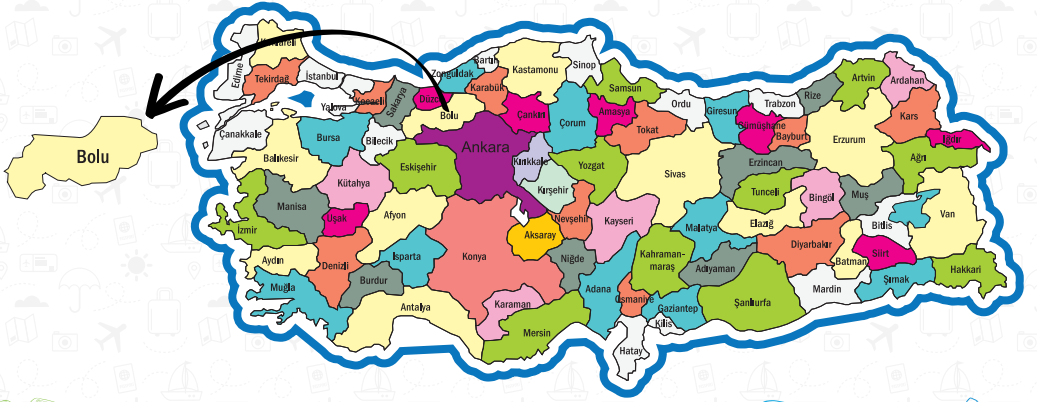 Bolu
Kırklareli
Edirne
Tekirdağ
İstanbul
Yalova
Kocaeli
Sakarya
Düzce
Zonguldak
Bartın
Karabük
Kastamonu
Sinop
Bolu
Çankırı
Samsun
Amasya
Çorum
Ordu
Tokat
Giresun
Trabzon
Gümüşhane
Bayburt
Rize
Artvin
Ardahan
Kars
Iğdır
Erzurum
Ağrı
Çanakkale
Bursa
Bilecik
Balıkesir
Eskişehir
Ankara
Kırıkkale
Kırşehir
Yozgat
Sivas
Erzincan
Tunceli
Bingöl
Muş
Van
Bitlis
Kütahya
Manisa
Uşak
Afyon
İzmir
Aydın
Denizli
Isparta
Konya
Aksaray
Nevşehir
Kayseri
Malatya
Elazığ
Diyarbakır
Batman
Siirt
Hakkari
Şırnak
Mardin
Muğla
Burdur
Antalya
Karaman
Niğde
Adana
Kahraman-
maraş
Adıyaman
Osmaniye
Gaziantep
Şanlıurfa
Mersin
Hatay
Kilis